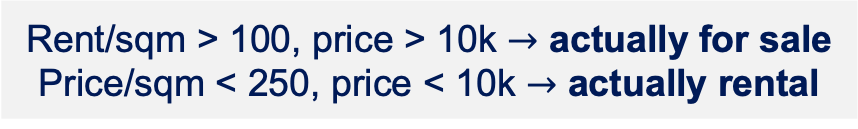 Rent/sqm > 100, price > 10k → actually for sale
Price/sqm < 250, price < 10k → actually rental